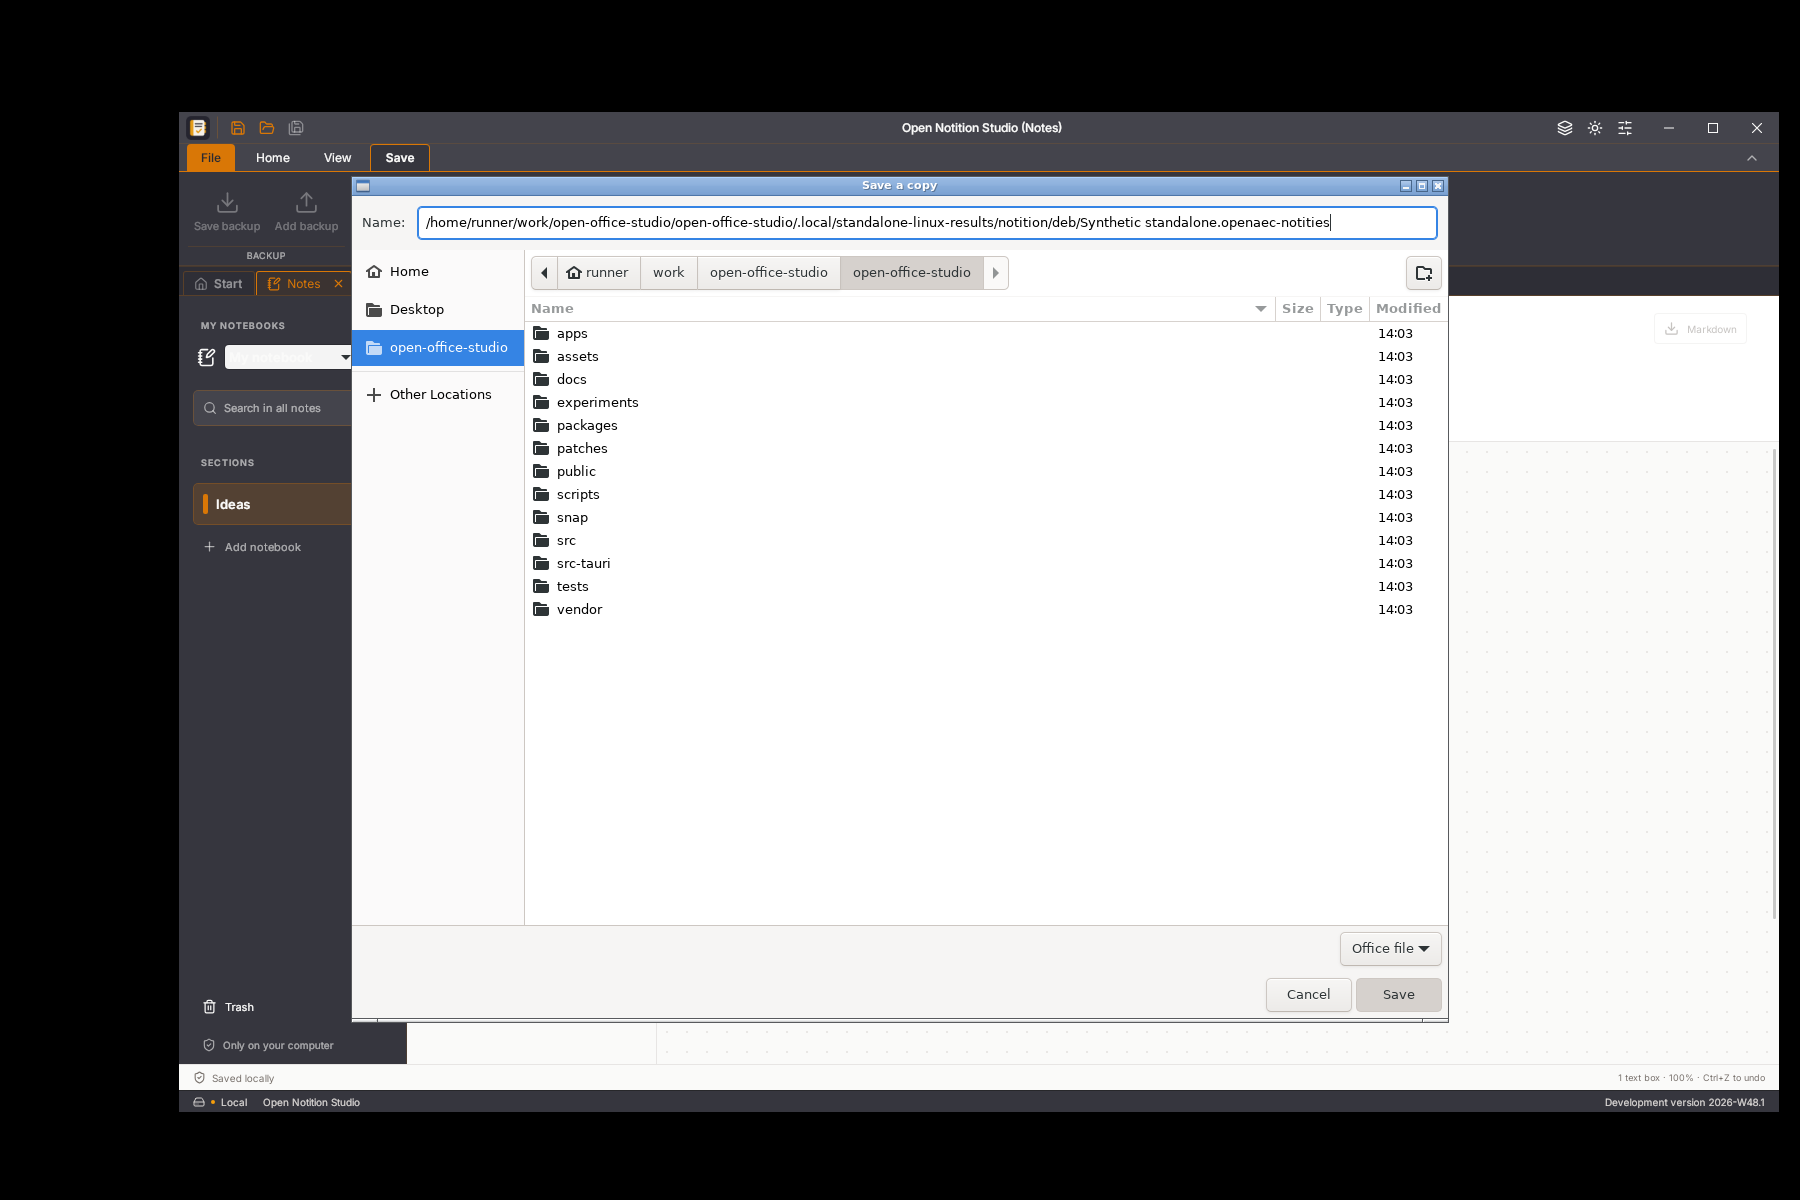 Open Notition Studio (Notes)
File Home View Save
Save a copy
Name: /home/runner/work/open-office-studio/open-office-studio/.local/standalone-linux-results/notition/deb/Synthetic standalone.openaec-notities
Save backup Add backup
BACKUP
Start Notes
MY NOTEBOOKS
My notebook
Search in all notes
SECTIONS
Ideas
Add notebook
Trash
Only on your computer
Home
Desktop
open-office-studio
Other Locations
runner work open-office-studio open-office-studio
Name Size Type Modified
apps 14:03
assets 14:03
docs 14:03
experiments 14:03
packages 14:03
patches 14:03
public 14:03
scripts 14:03
snap 14:03
src 14:03
src-tauri 14:03
tests 14:03
vendor 14:03
Office file
Cancel Save
Markdown
Saved locally
1 text box · 100% · Ctrl+Z to undo
Local Open Notition Studio
Development version 2026-W48.1